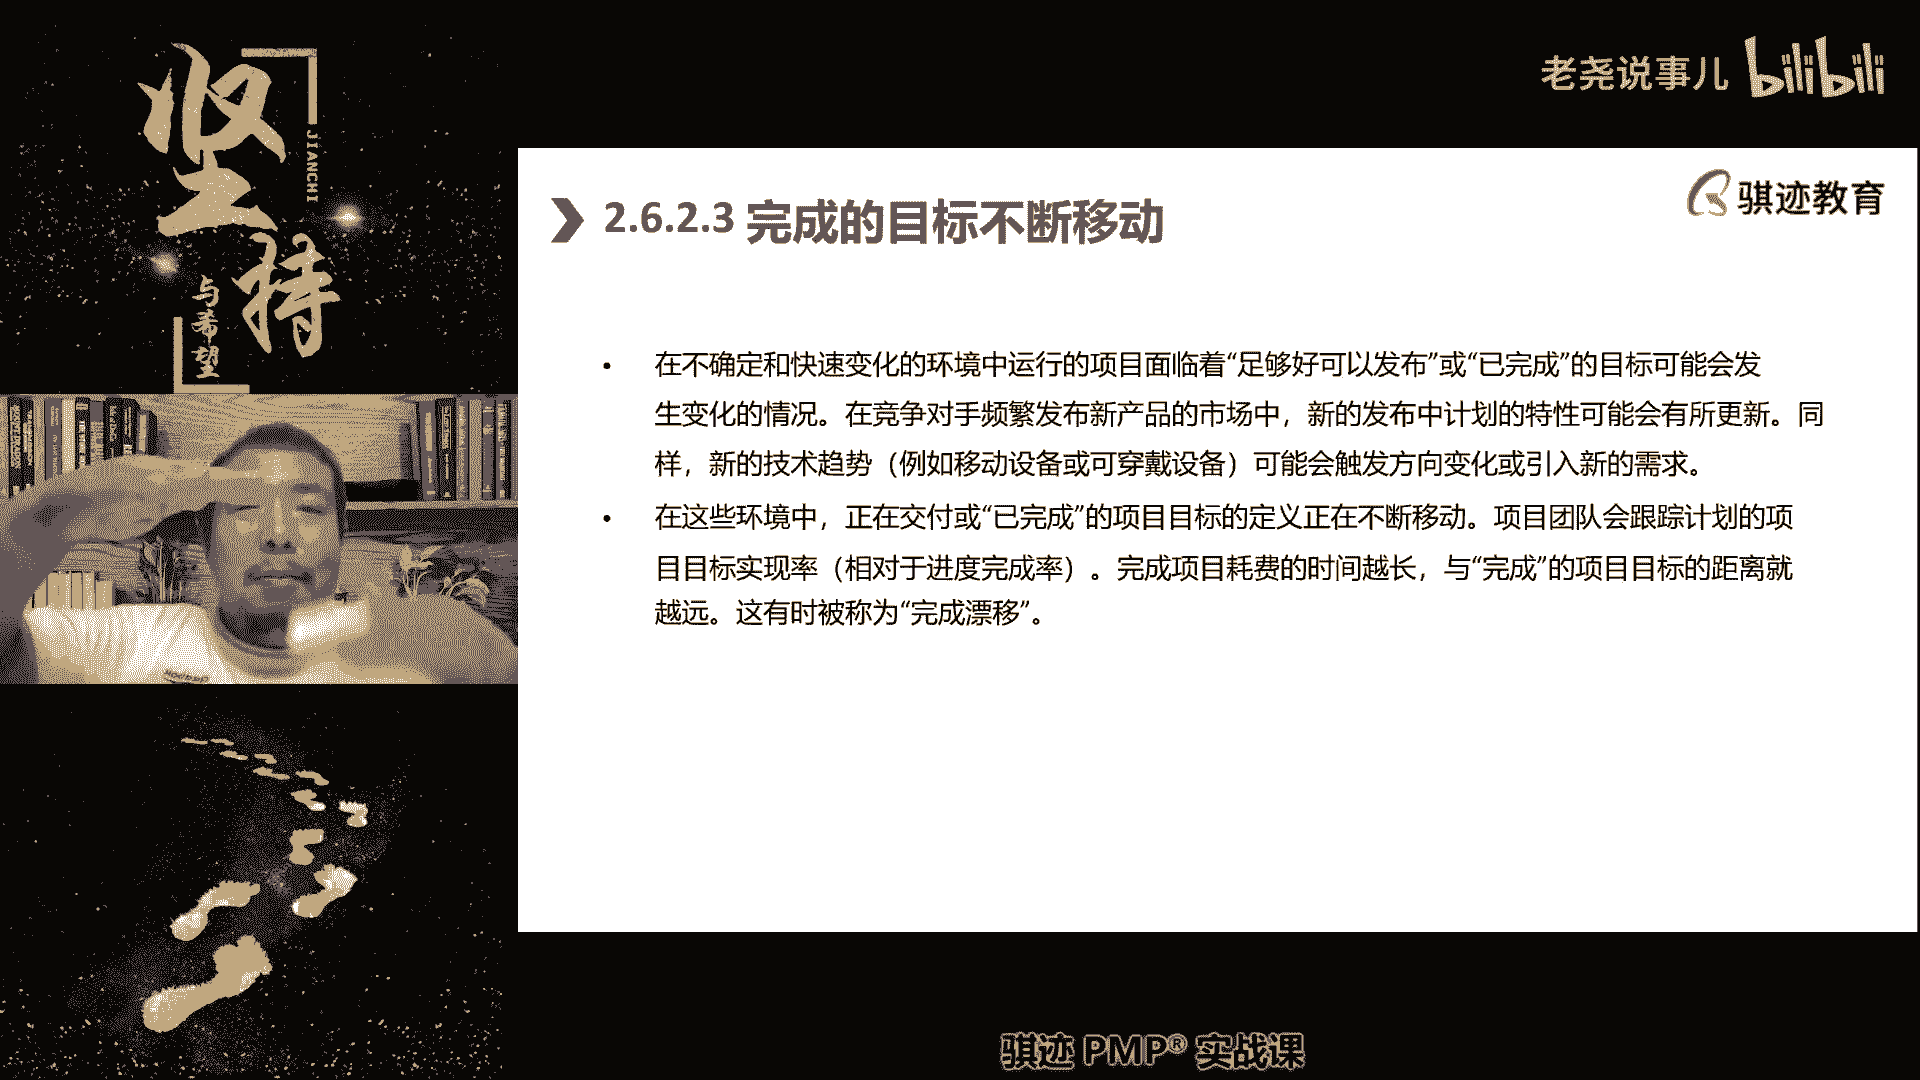 坚
持
JIANCHI
与希望
老尧说事儿 bilibili
骐迹教育
2.6.2.3 完成的目标不断移动
• 在不确定和快速变化的环境中运行的项目面临着“足够好可以发布”或“已完成”的目标可能会发
生变化的情况。在竞争对手频繁发布新产品的市场中，新的发布中计划的特性可能会有所更新。同
样，新的技术趋势（例如移动设备或可穿戴设备）可能会触发方向变化或引入新的需求。
• 在这些环境中，正在交付或“已完成”的项目目标的定义正在不断移动。项目团队会跟踪计划的项
目目标实现率（相对于进度完成率）。完成项目耗费的时间越长，与“完成”的项目目标的距离就
越远。这有时被称为“完成漂移”。
骐迹 PMP® 实战课